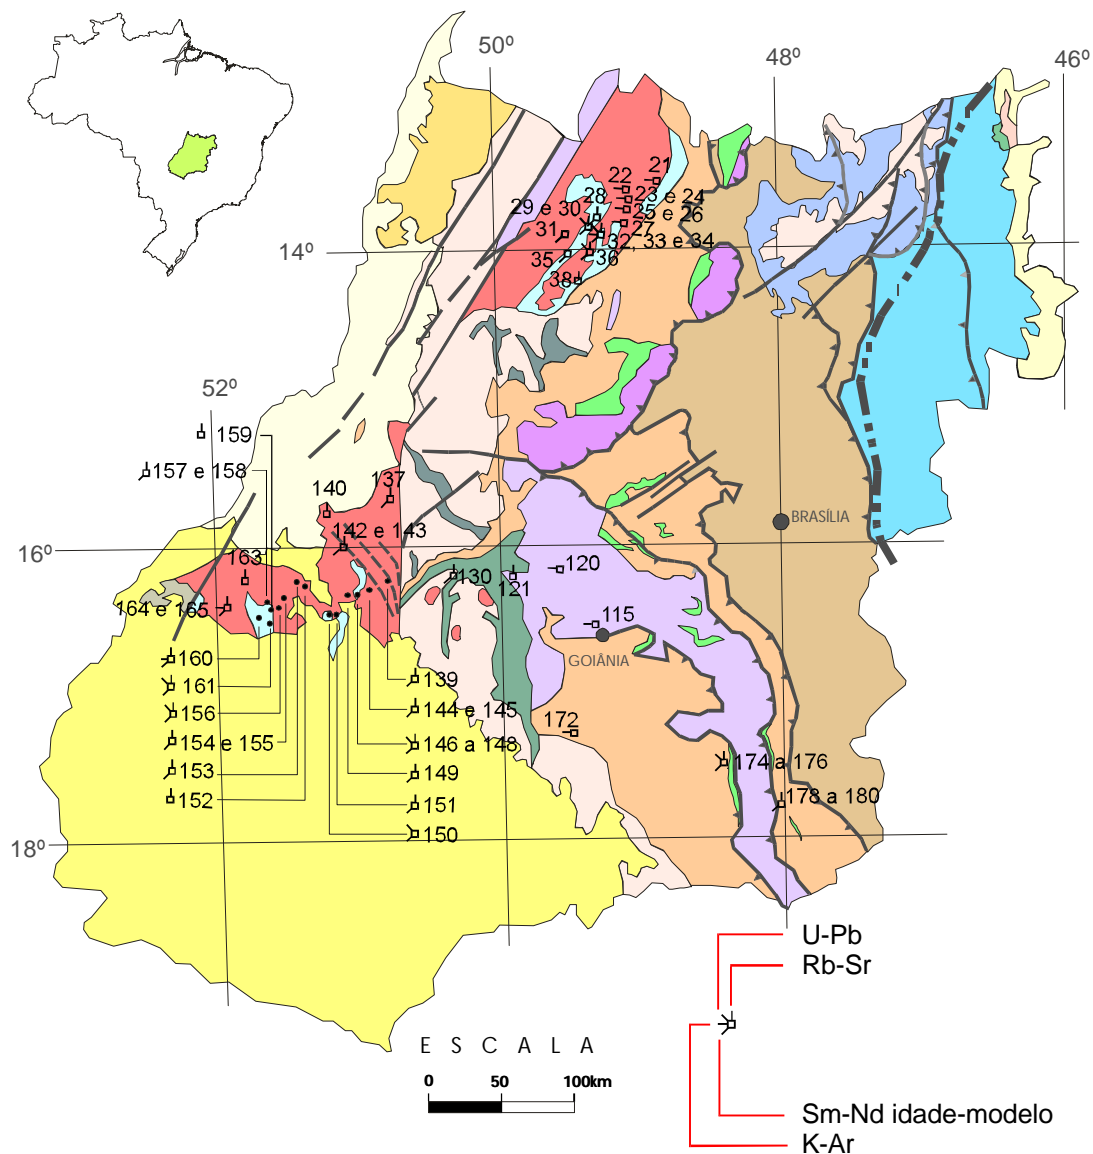 50º
48º
46º
21
22
23 e 24
28
29 e 30
25 e 26
31
27
32, 33 e 34
14º
35
36
38
52º
159
157 e 158
137
140
142 e 143
BRASÍLIA
16º
163
130
120
121
164 e 165
115
GOIÂNIA
160
139
161
144 e 145
156
172
154 e 155
146 a 148
174 a 176
153
149
178 a 180
152
151
150
18º
U-Pb
Rb-Sr
E S C A L A
0 50 100km
Sm-Nd idade-modelo
K-Ar